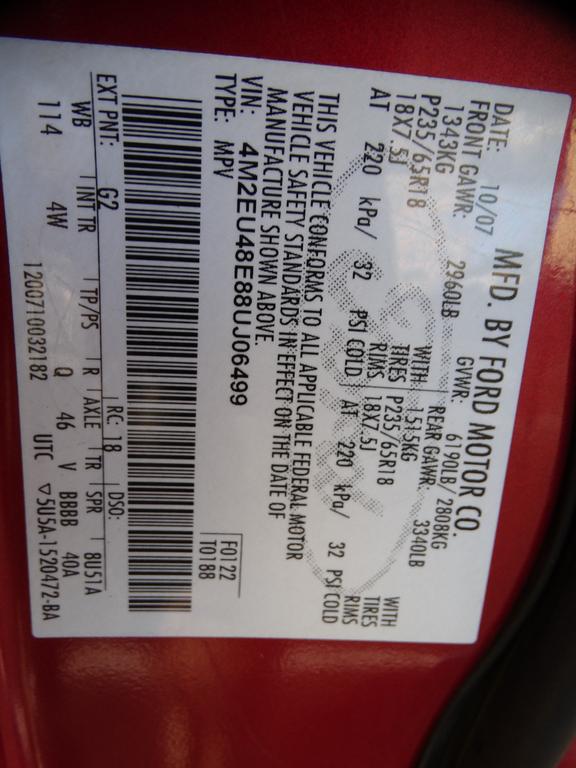 MFD. BY FORD MOTOR CO.
DATE: 10/07 GVWR: 6190LB/2808KG
FRONT GAWR: 2960LB REAR GAWR: 3340LB
1343KG WITH 1515KG WITH
P235/65R18 TIRES P235/65R18 TIRES
18X7.5J RIMS 18X7.5J RIMS
AT 220 kPa/ 32 PSI COLD AT 220 kPa/ 32 PSI COLD
THIS VEHICLE CONFORMS TO ALL APPLICABLE FEDERAL MOTOR
VEHICLE SAFETY STANDARDS IN EFFECT ON THE DATE OF
MANUFACTURE SHOWN ABOVE.
VIN: 4M2EU48E88UJ06499 F0122
TYPE: MPV T0188
EXT PNT: G2 RC: 18 DSO:
WB INT TR TP/PS R AXLE TR SPR 8U51A
114 4W Q 46 V BBBB 40A
1200710032182 UTC ▽5U5A-1520472-BA